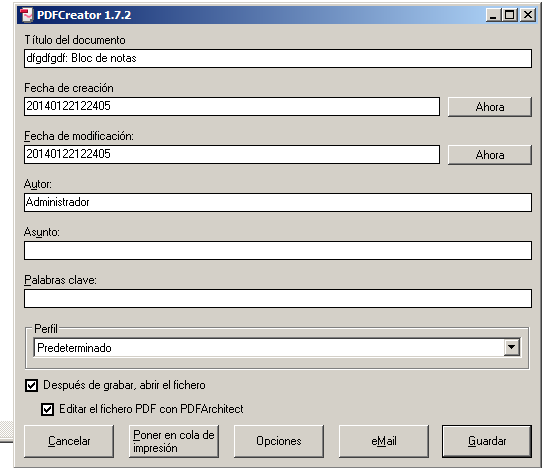 PDFCreator 1.7.2
Título del documento
dfgdfgdf: Bloc de notas
Fecha de creación
20140122122405
Ahora
Fecha de modificación:
20140122122405
Ahora
Autor:
Administrador
Asunto:
Palabras clave:
Perfil
Predeterminado
Después de grabar, abrir el fichero
Editar el fichero PDF con PDFArchitect
Cancelar
Poner en cola de
impresión
Opciones
eMail
Guardar